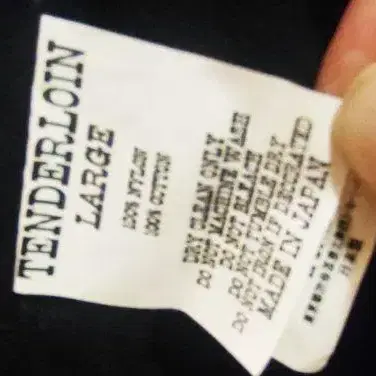 TENDERLOIN
LARGE
100% NYLON
100% COTTON
DRY CLEAN ONLY
DO NOT MACHINE WASH
DO NOT BLEACH
DO NOT TUMBLE DRY
DO NOT IRON IF DECORATED
MADE IN JAPAN